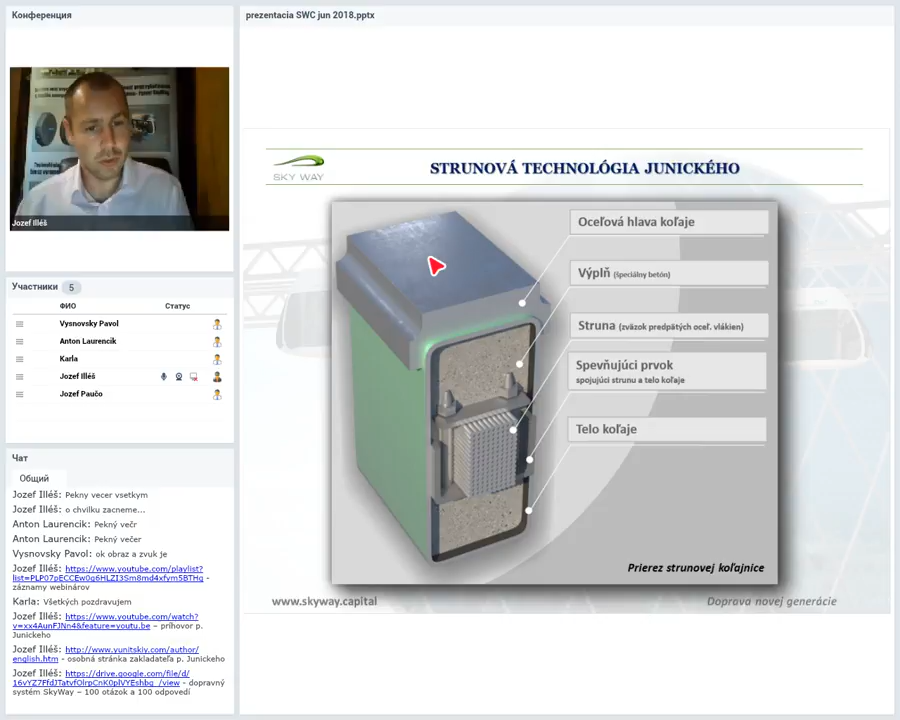 Конференция
Jozef Illéš
Участники 5
ФИО Статус
Vysnovsky Pavol
Anton Laurencik
Karla
Jozef Illéš
Jozef Paučo
Чат
Общий
Jozef Illéš: Pekny vecer vsetkym
Jozef Illéš: o chvilku zacneme...
Anton Laurencik: Pekný večr
Anton Laurencik: Pekný večer
Vysnovsky Pavol: ok obraz a zvuk je
Jozef Illéš: https://www.youtube.com/playlist?
list=PLP07pECCEw0q6HLZI3Sm8md4xfym5BTHg -
záznamy webinárov
Karla: Všetkých pozdravujem
Jozef Illéš: https://www.youtube.com/watch?
v=xx4AunFJNn4&feature=youtu.be – príhovor p.
Junickeho
Jozef Illéš: http://www.yunitskiy.com/author/
english.htm - osobná stránka zakladateľa p. Junickeho
Jozef Illéš: https://drive.google.com/file/d/
/view - dopravný
systém SkyWay – 100 otázok a 100 odpovedí
prezentacia SWC jun 2018.pptx
SKY WAY
STRUNOVÁ TECHNOLÓGIA JUNICKÉHO
Oceľová hlava koľaje
Výplň (špeciálny betón)
Struna (zväzok predpätých oceľ. vlákien)
Spevňujúci prvok
spojujúci strunu a telo koľaje
Telo koľaje
Prierez strunovej koľajnice
www.skyway.capital
Doprava novej generácie